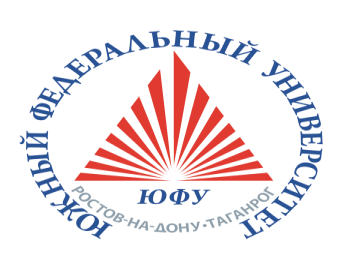 ЮЖНЫЙ ФЕДЕРАЛЬНЫЙ УНИВЕРСИТЕТ
ЮФУ
РОСТОВ-НА-ДОНУ·ТАГАНРОГ